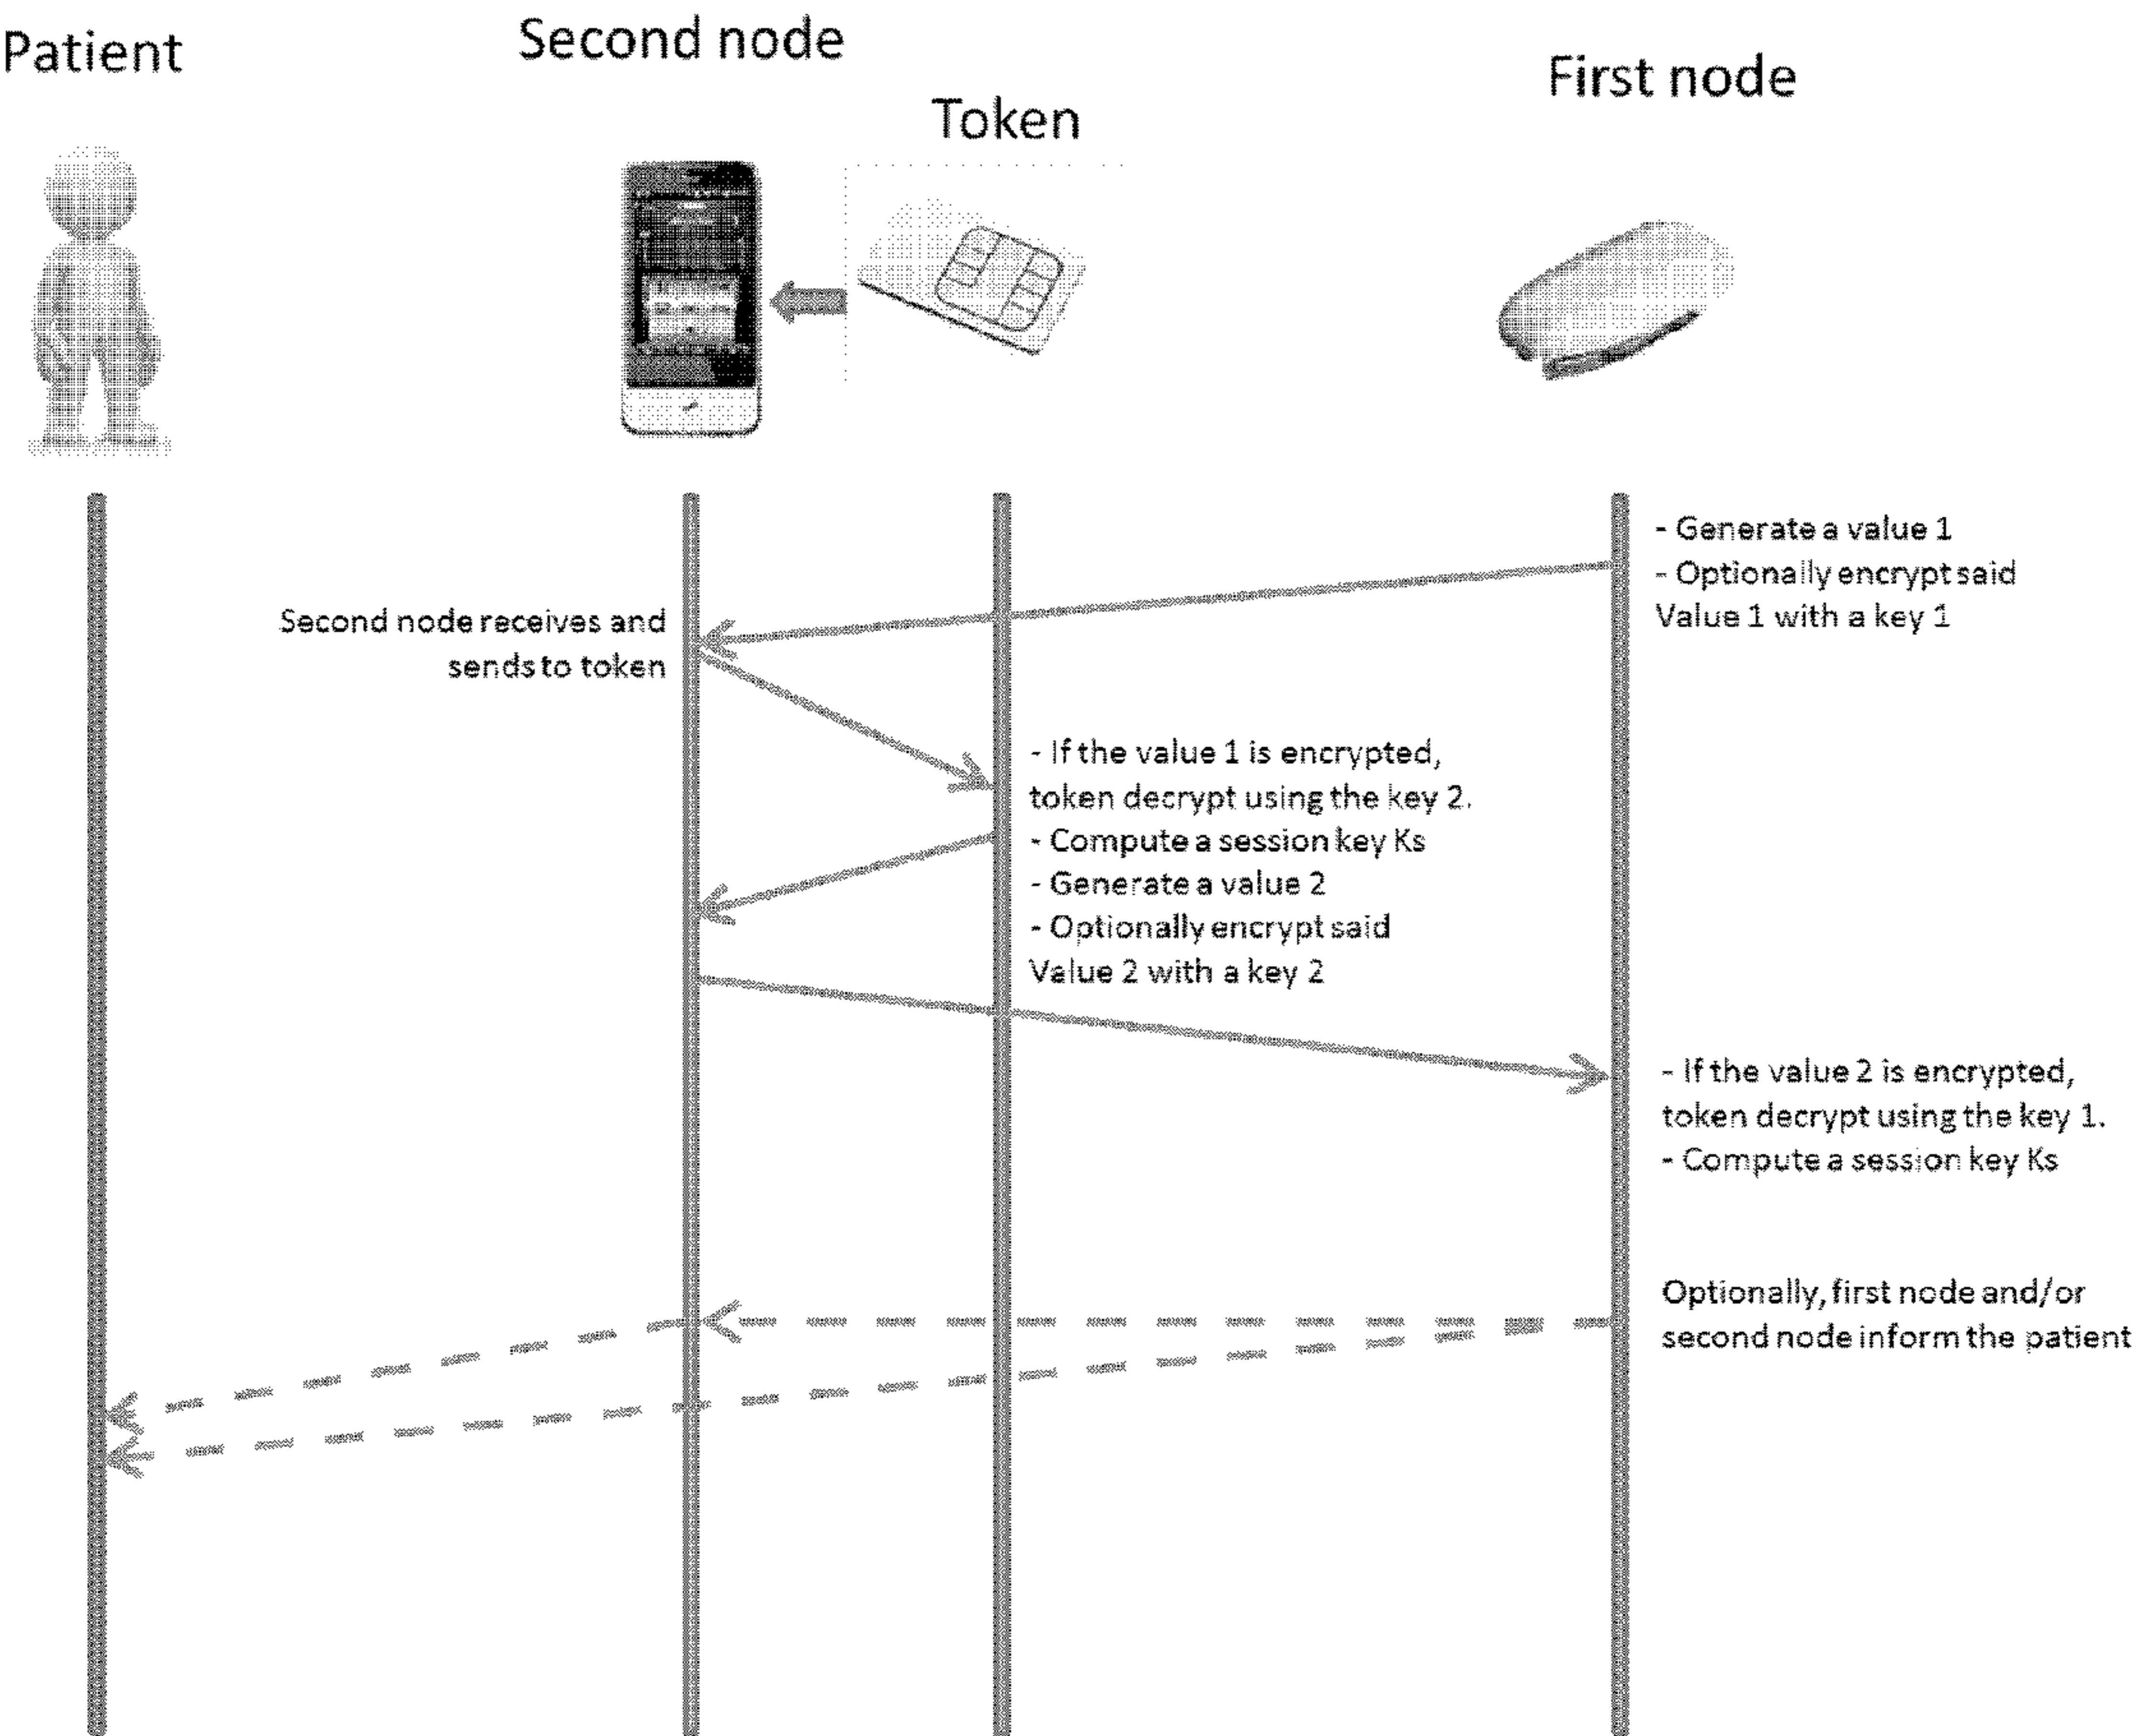 Patient
Second node
Token
First node
- Generate a value 1
- Optionally encrypt said
Value 1 with a key 1
Second node receives and
sends to token
- If the value 1 is encrypted,
token decrypt using the key 2.
- Compute a session key Ks
- Generate a value 2
- Optionally encrypt said
Value 2 with a key 2
- If the value 2 is encrypted,
token decrypt using the key 1.
- Compute a session key Ks
Optionally, first node and/or
second node inform the patient